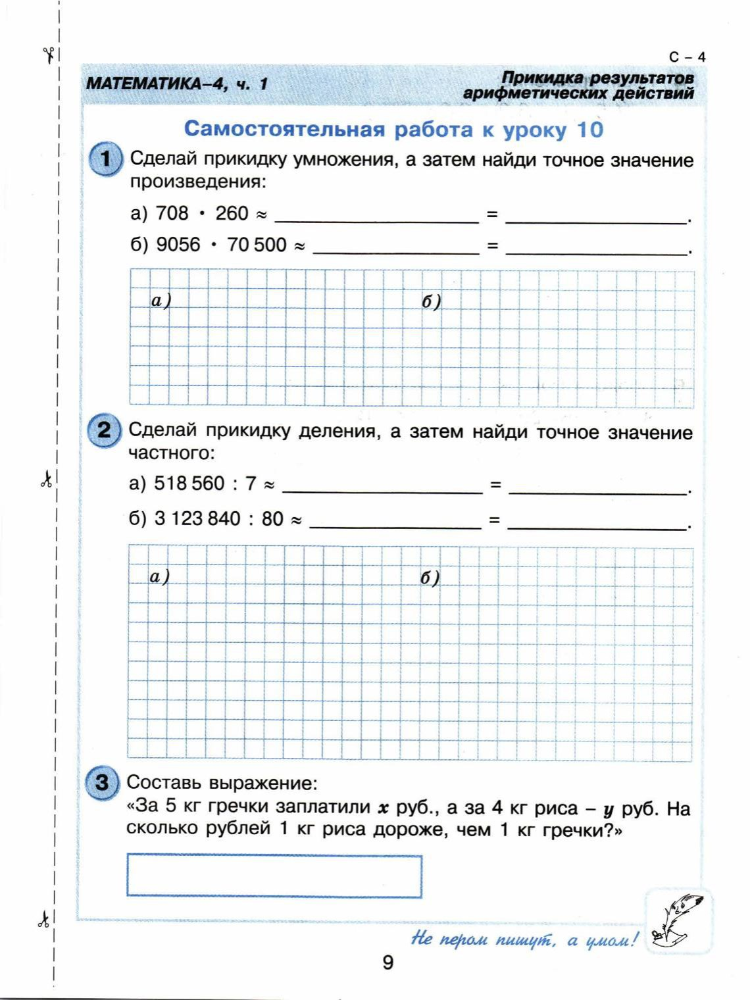 С – 4
МАТЕМАТИКА–4, ч. 1
Прикидка результатов
арифметических действий
Самостоятельная работа к уроку 10
1 Сделай прикидку умножения, а затем найди точное значение
произведения:
а) 708 · 260 ≈ ____________ = ____________.
б) 9056 · 70 500 ≈ ____________ = ____________.
а) б)
2 Сделай прикидку деления, а затем найди точное значение
частного:
а) 518 560 : 7 ≈ ____________ = ____________.
б) 3 123 840 : 80 ≈ ____________ = ____________.
а) б)
3 Составь выражение:
«За 5 кг гречки заплатили x руб., а за 4 кг риса – y руб. На
сколько рублей 1 кг риса дороже, чем 1 кг гречки?»
Не пером пишут, а умом!
9